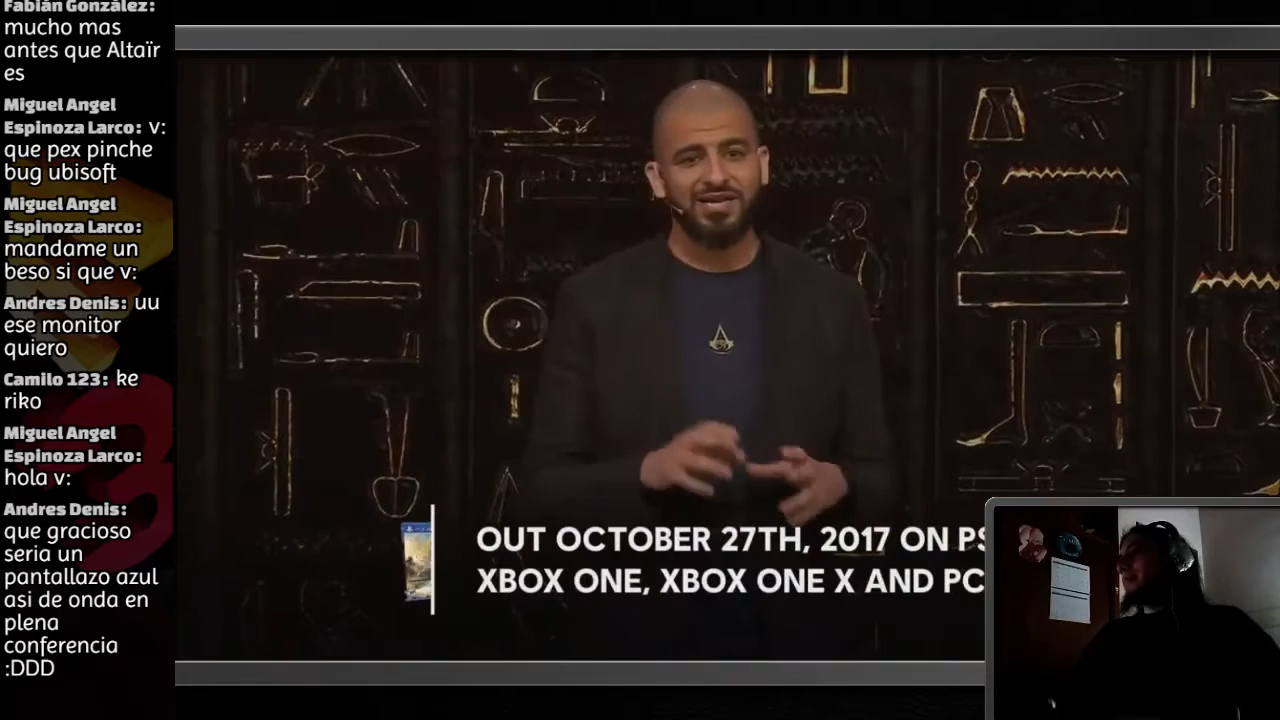 Fabián González:
mucho mas
antes que Altaïr
es
Miguel Angel
Espinoza Larco: v:
que pex pinche
bug ubisoft
Miguel Angel
Espinoza Larco:
mandame un
beso si que v:
Andres Denis: uu
ese monitor
quiero
Camilo 123: ke
riko
Miguel Angel
Espinoza Larco:
hola v:
Andres Denis:
que gracioso
seria un
pantallazo azul
asi de onda en
plena
conferencia
:DDD
OUT OCTOBER 27TH, 2017 ON PS
XBOX ONE, XBOX ONE X AND PC